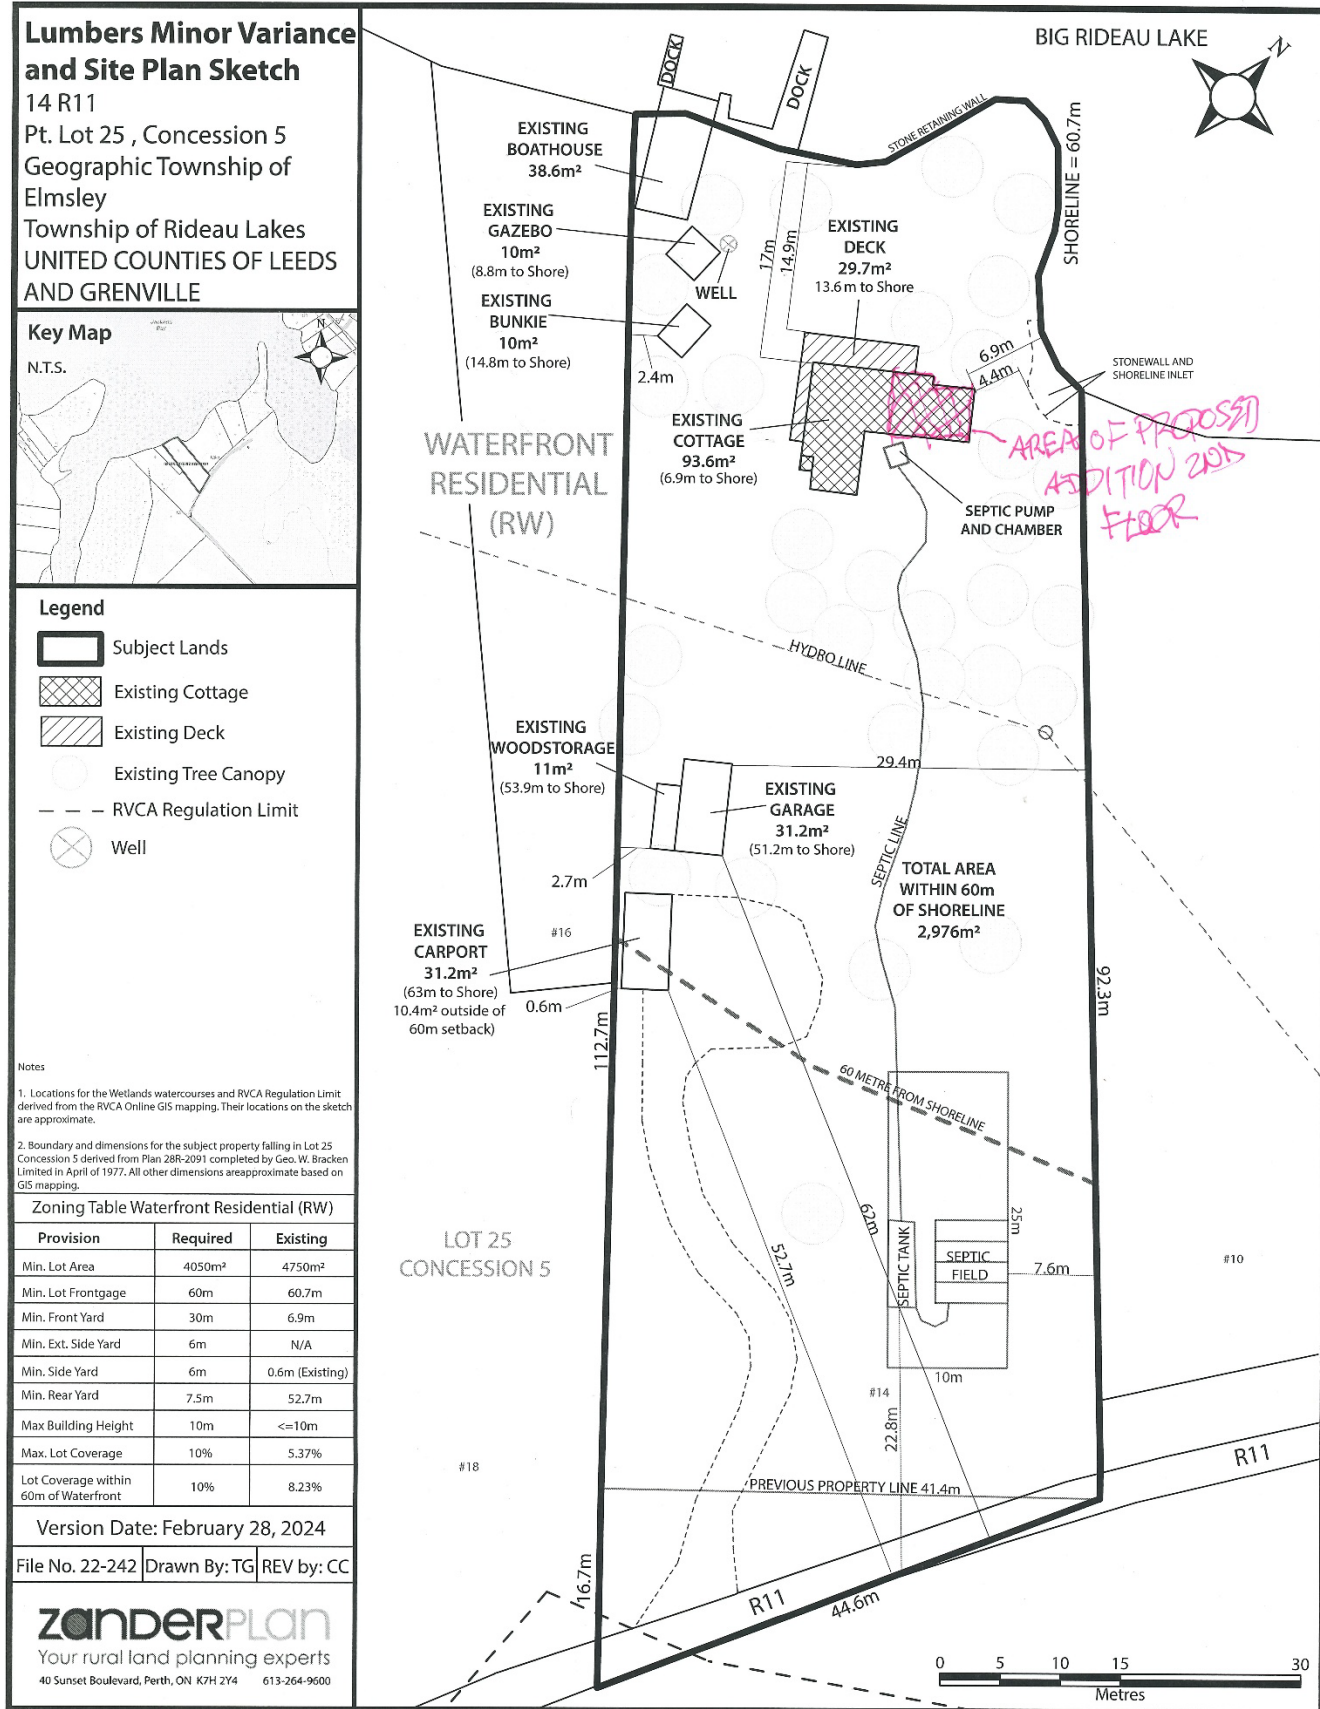 Lumbers Minor Variance
and Site Plan Sketch
14 R11
Pt. Lot 25 , Concession 5
Geographic Township of
Elmsley
Township of Rideau Lakes
UNITED COUNTIES OF LEEDS
AND GRENVILLE
Key Map
N.T.S.
N
Legend
Subject Lands
Existing Cottage
Existing Deck
Existing Tree Canopy
RVCA Regulation Limit
Well
Notes
1. Locations for the Wetlands watercourses and RVCA Regulation Limit
derived from the RVCA Online GIS mapping. Their locations on the sketch
are approximate.
2. Boundary and dimensions for the subject property falling in Lot 25
Concession 5 derived from Plan 28R-2091 completed by Geo. W. Bracken
Limited in April of 1977. All other dimensions areapproximate based on
GIS mapping.
Zoning Table Waterfront Residential (RW)
Provision Required Existing
Min. Lot Area 4050m² 4750m²
Min. Lot Frontgage 60m 60.7m
Min. Front Yard 30m 6.9m
Min. Ext. Side Yard 6m N/A
Min. Side Yard 6m 0.6m (Existing)
Min. Rear Yard 7.5m 52.7m
Max Building Height 10m <=10m
Max. Lot Coverage 10% 5.37%
Lot Coverage within
60m of Waterfront 10% 8.23%
Version Date: February 28, 2024
File No. 22-242 Drawn By: TG REV by: CC
ZANDERPLAN
Your rural land planning experts
40 Sunset Boulevard, Perth, ON K7H 2Y4 613-264-9600
BIG RIDEAU LAKE
N
DOCK
DOCK
STONE RETAINING WALL
SHORELINE = 60.7m
EXISTING
BOATHOUSE
38.6m²
EXISTING
GAZEBO
10m²
(8.8m to Shore)
WELL
EXISTING
BUNKIE
10m²
(14.8m to Shore)
2.4m
17m
14.9m
EXISTING
DECK
29.7m²
13.6m to Shore
6.9m
4.4m
STONEWALL AND
SHORELINE INLET
EXISTING
COTTAGE
93.6m²
(6.9m to Shore)
AREA OF PROPOSED
ADDITION 2ND
FLOOR
SEPTIC PUMP
AND CHAMBER
WATERFRONT
RESIDENTIAL
(RW)
HYDRO LINE
EXISTING
WOODSTORAGE
11m²
(53.9m to Shore)
29.4m
EXISTING
GARAGE
31.2m²
(51.2m to Shore)
2.7m
SEPTIC LINE
TOTAL AREA
WITHIN 60m
OF SHORELINE
2,976m²
#16
EXISTING
CARPORT
31.2m²
(63m to Shore)
10.4m² outside of
60m setback)
0.6m
112.7m
92.3m
60 METRE FROM SHORELINE
LOT 25
CONCESSION 5
52.7m
62m
SEPTIC TANK
SEPTIC
FIELD
25m
7.6m
#10
10m
#14
22.8m
#18
PREVIOUS PROPERTY LINE 41.4m
R11
R11
16.7m
44.6m
0 5 10 15 30
Metres